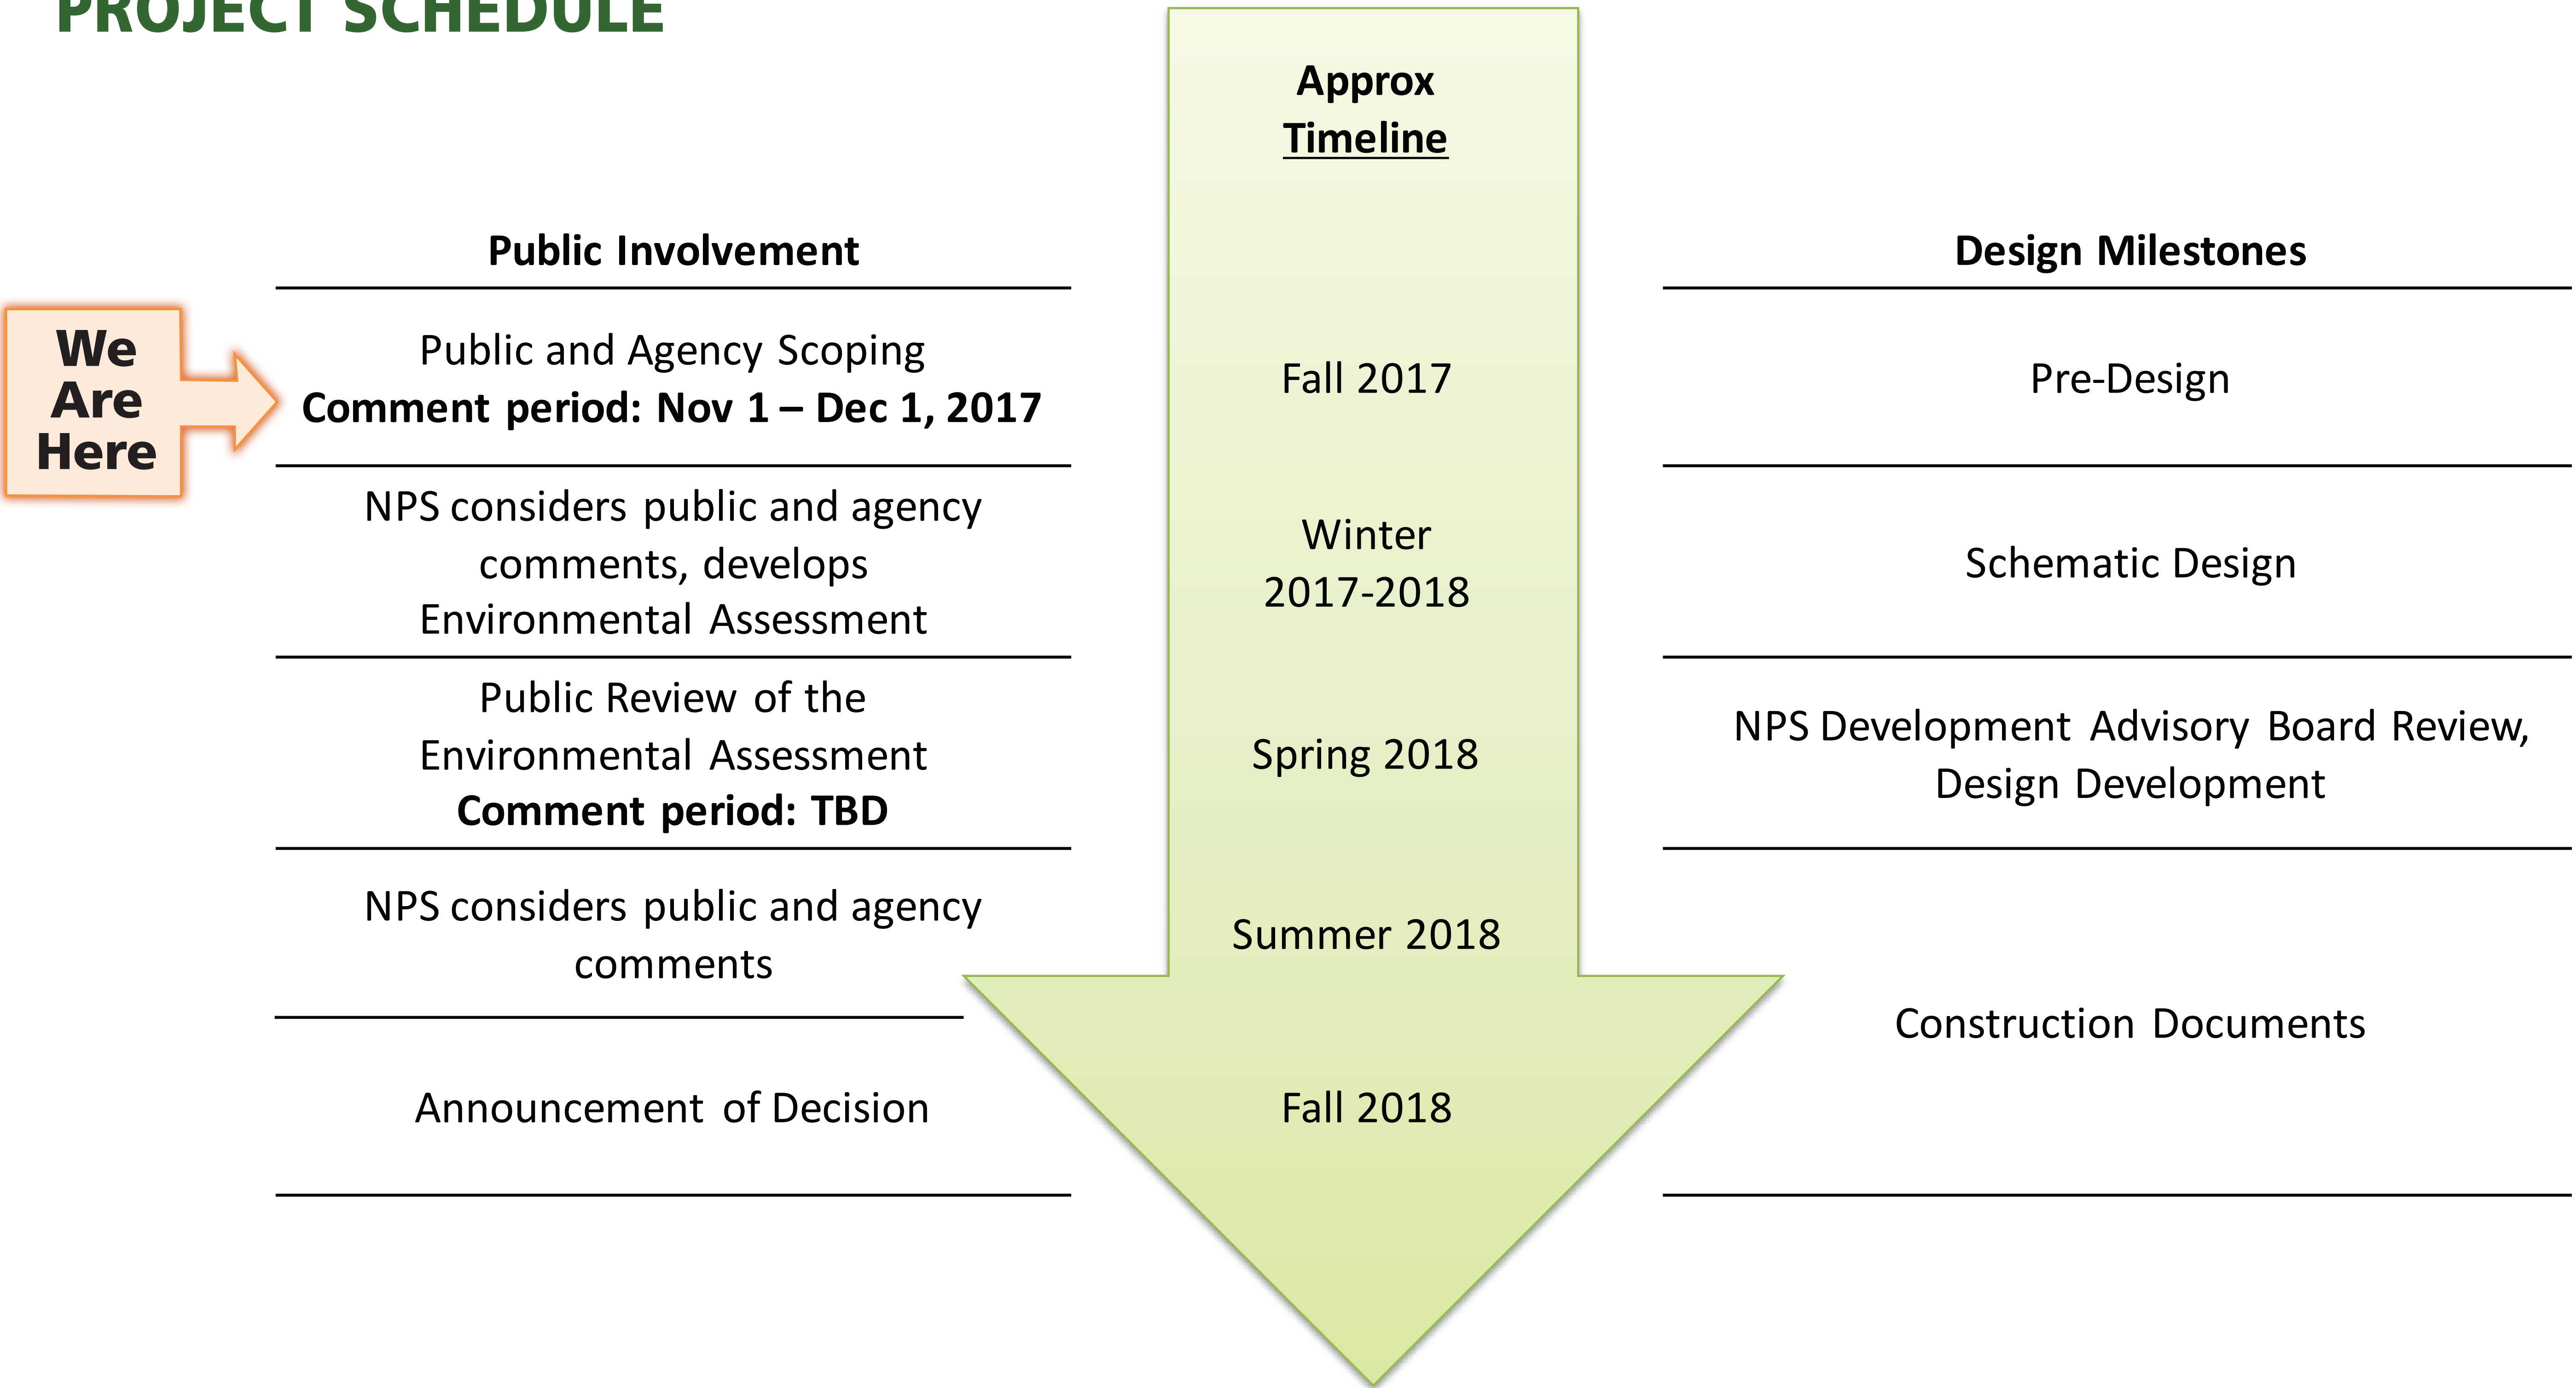 PROJECT SCHEDULE
Approx
Timeline
Public Involvement
Design Milestones
We
Are
Here
Public and Agency Scoping
Comment period: Nov 1 – Dec 1, 2017
Fall 2017
Pre-Design
NPS considers public and agency
comments, develops
Environmental Assessment
Winter
2017-2018
Schematic Design
Public Review of the
Environmental Assessment
Comment period: TBD
Spring 2018
NPS Development Advisory Board Review,
Design Development
NPS considers public and agency
comments
Summer 2018
Construction Documents
Announcement of Decision
Fall 2018